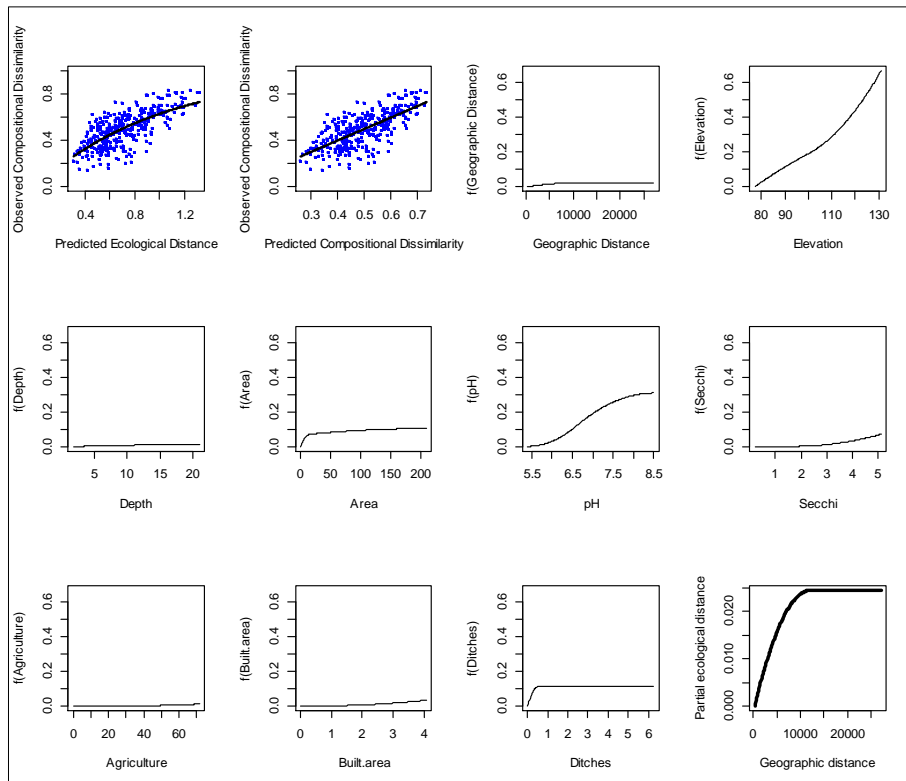 Observed Compositional Dissimilarity
0.0 0.4 0.8
0.4 0.8 1.2
Predicted Ecological Distance
Observed Compositional Dissimilarity
0.0 0.4 0.8
0.3 0.4 0.5 0.6 0.7
Predicted Compositional Dissimilarity
f(Geographic Distance)
0.0 0.2 0.4 0.6
0 10000 20000
Geographic Distance
f(Elevation)
0.0 0.2 0.4 0.6
80 90 110 130
Elevation
f(Depth)
0.0 0.2 0.4 0.6
5 10 15 20
Depth
f(Area)
0.0 0.2 0.4 0.6
0 50 100 150 200
Area
f(pH)
0.0 0.2 0.4 0.6
5.5 6.5 7.5 8.5
pH
f(Secchi)
0.0 0.2 0.4 0.6
1 2 3 4 5
Secchi
f(Agriculture)
0.0 0.2 0.4 0.6
0 20 40 60
Agriculture
f(Built.area)
0.0 0.2 0.4 0.6
0 1 2 3 4
Built.area
f(Ditches)
0.0 0.2 0.4 0.6
0 1 2 3 4 5 6
Ditches
Partial ecological distance
0.000 0.010 0.020
0 10000 20000
Geographic distance